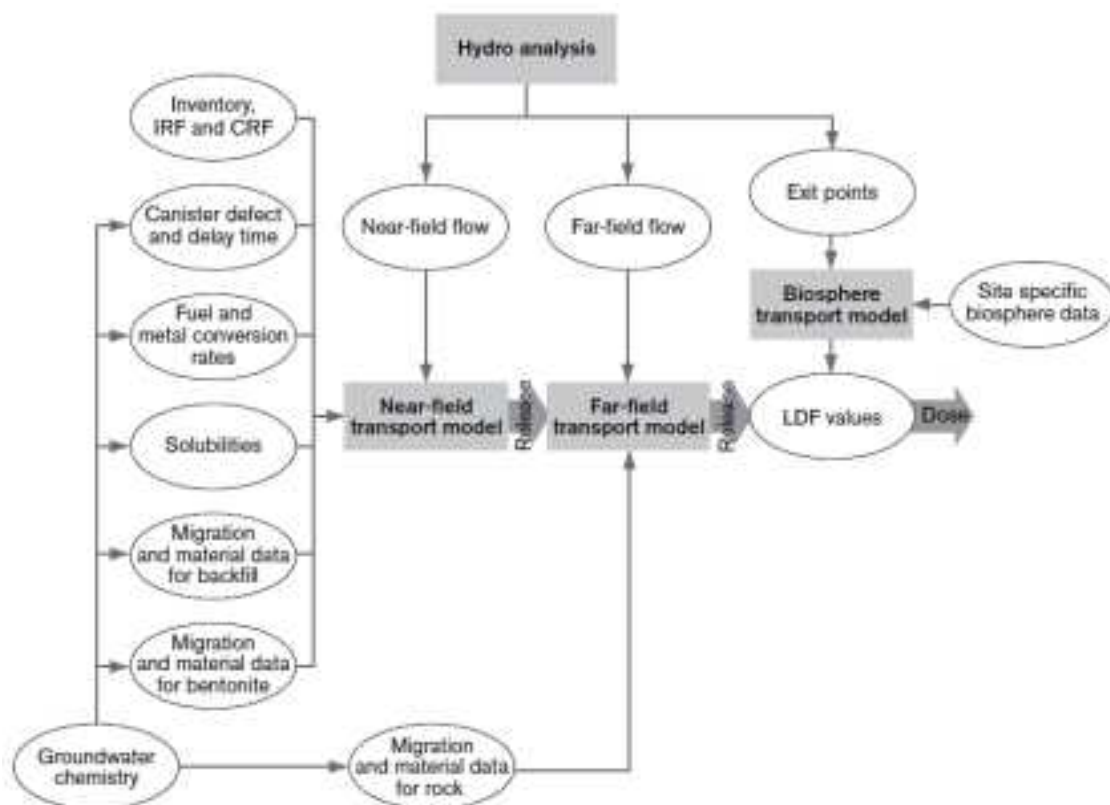 Hydro analysis
Inventory,
IRF and CRF
Canister defect
and delay time
Near-field flow
Far-field flow
Exit points
Fuel and
metal conversion
rates
Biosphere
transport model
Site specific
biosphere data
Solubilities
Near-field
transport model
Release
Far-field
transport model
Release
LDF values
Dose
Migration
and material data
for backfill
Migration
and material data
for bentonite
Groundwater
chemistry
Migration
and material data
for rock